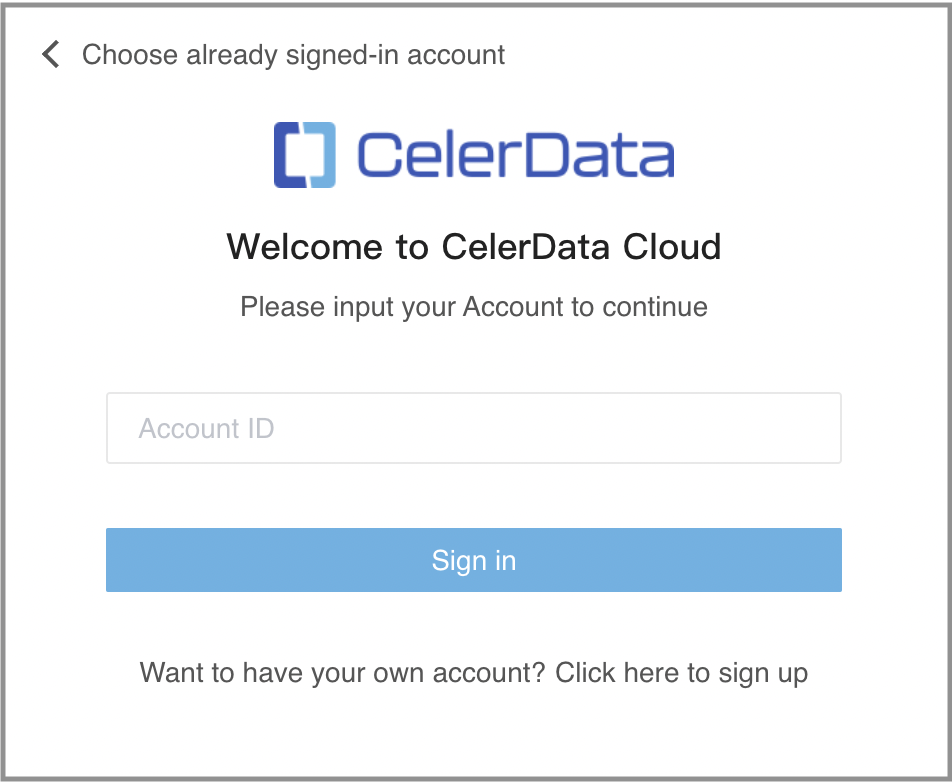 Choose already signed-in account
CelerData
Welcome to CelerData Cloud
Please input your Account to continue
Account ID
Sign in
Want to have your own account? Click here to sign up